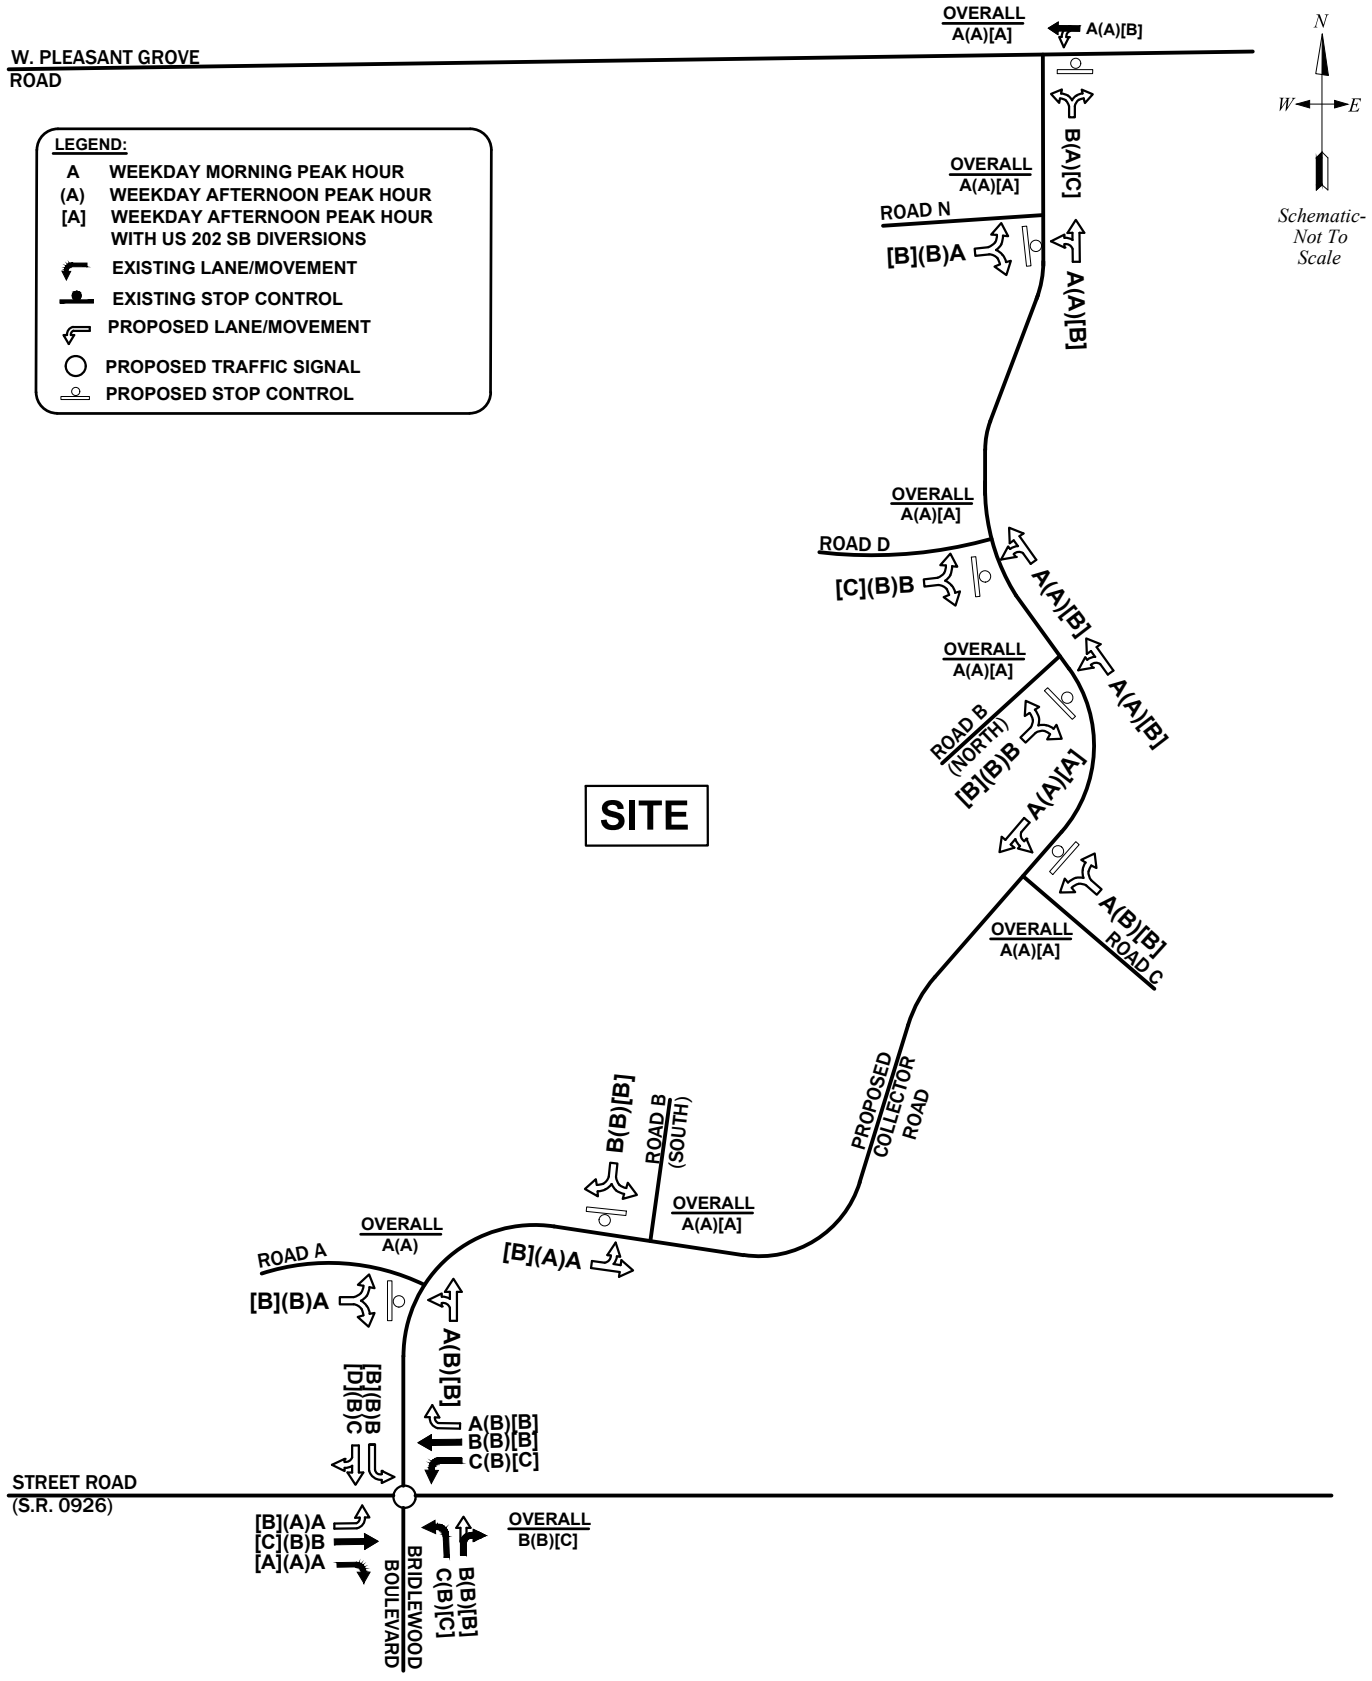 OVERALL
A(A)[A]
A(A)[B]
W. PLEASANT GROVE
ROAD
N
W
E
Schematic-
Not To
Scale
LEGEND:
A WEEKDAY MORNING PEAK HOUR
(A) WEEKDAY AFTERNOON PEAK HOUR
[A] WEEKDAY AFTERNOON PEAK HOUR
WITH US 202 SB DIVERSIONS
EXISTING LANE/MOVEMENT
EXISTING STOP CONTROL
PROPOSED LANE/MOVEMENT
PROPOSED TRAFFIC SIGNAL
PROPOSED STOP CONTROL
B(A)[C]
OVERALL
A(A)[A]
ROAD N
[B](B)A
A(A)[B]
OVERALL
A(A)[A]
ROAD D
[C](B)B
A(A)[B]
OVERALL
A(A)[A]
A(A)[B]
ROAD B
(NORTH)
[B](B)B
A(A)[A]
SITE
A(B)[B]
ROAD C
OVERALL
A(A)[A]
PROPOSED
COLLECTOR
ROAD
B(B)[B]
ROAD B
(SOUTH)
OVERALL
A(A)[A]
[B](A)A
OVERALL
A(A)
ROAD A
[B](B)A
A(B)[B]
[B](B)B
[D](B)C
A(B)[B]
B(B)[B]
C(B)[C]
STREET ROAD
(S.R. 0926)
[B](A)A
[C](B)B
[A](A)A
OVERALL
B(B)[C]
BRIDLEWOOD
BOULEVARD
B(B)[B]
C(B)[C]